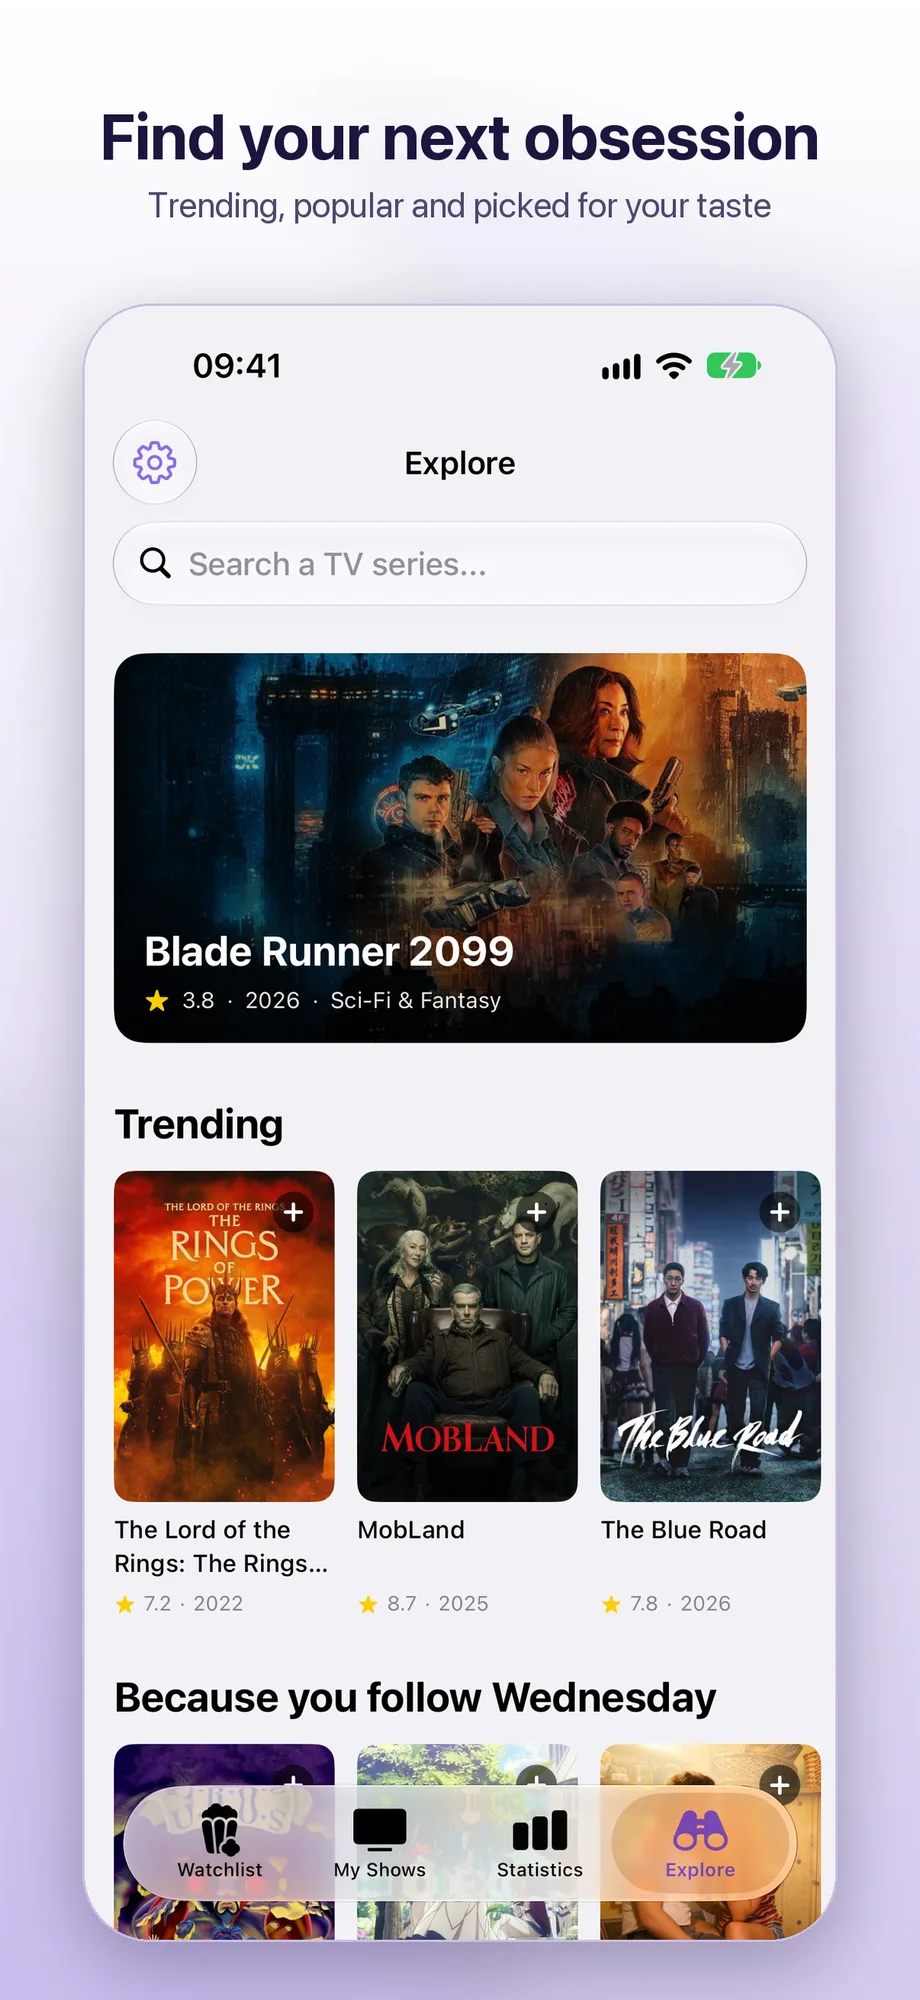 Find your next obsession
Trending, popular and picked for your taste
09:41
Explore
Search a TV series...
Blade Runner 2099
3.8 · 2026 · Sci-Fi & Fantasy
Trending
THE LORD OF THE RINGS
THE
RINGS
OF
POWER
MOBLAND
The Blue Road
The Lord of the
Rings: The Rings...
7.2 · 2022
MobLand
8.7 · 2025
The Blue Road
7.8 · 2026
Because you follow Wednesday
Watchlist
My Shows
Statistics
Explore